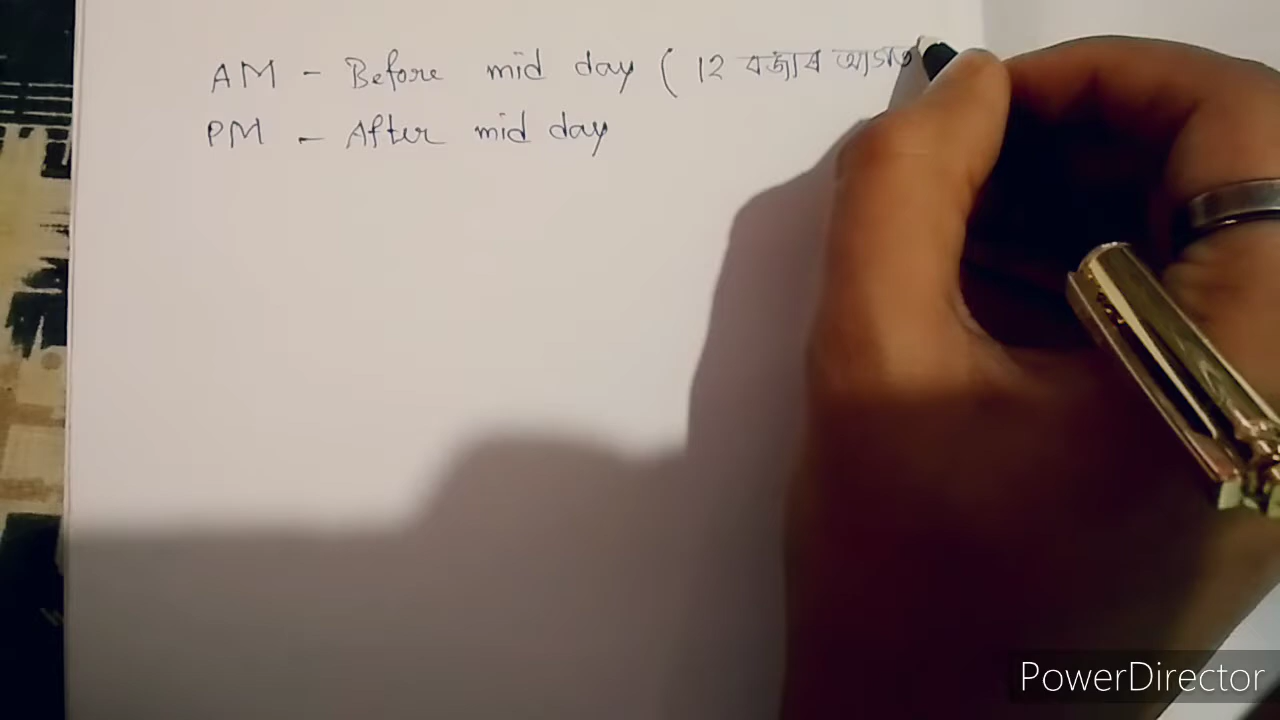 AM - Before mid day ( 12 বজাৰ আগত
PM - After mid day
PowerDirector